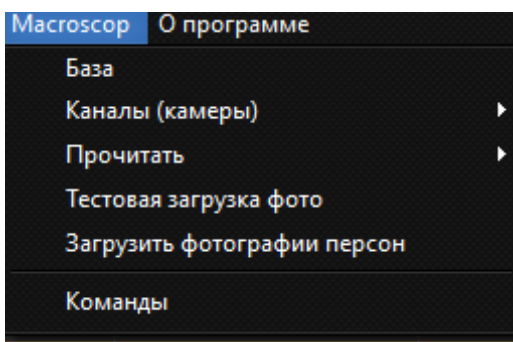 Macroscop О программе
База
Каналы (камеры)
Прочитать
Тестовая загрузка фото
Загрузить фотографии персон
Команды